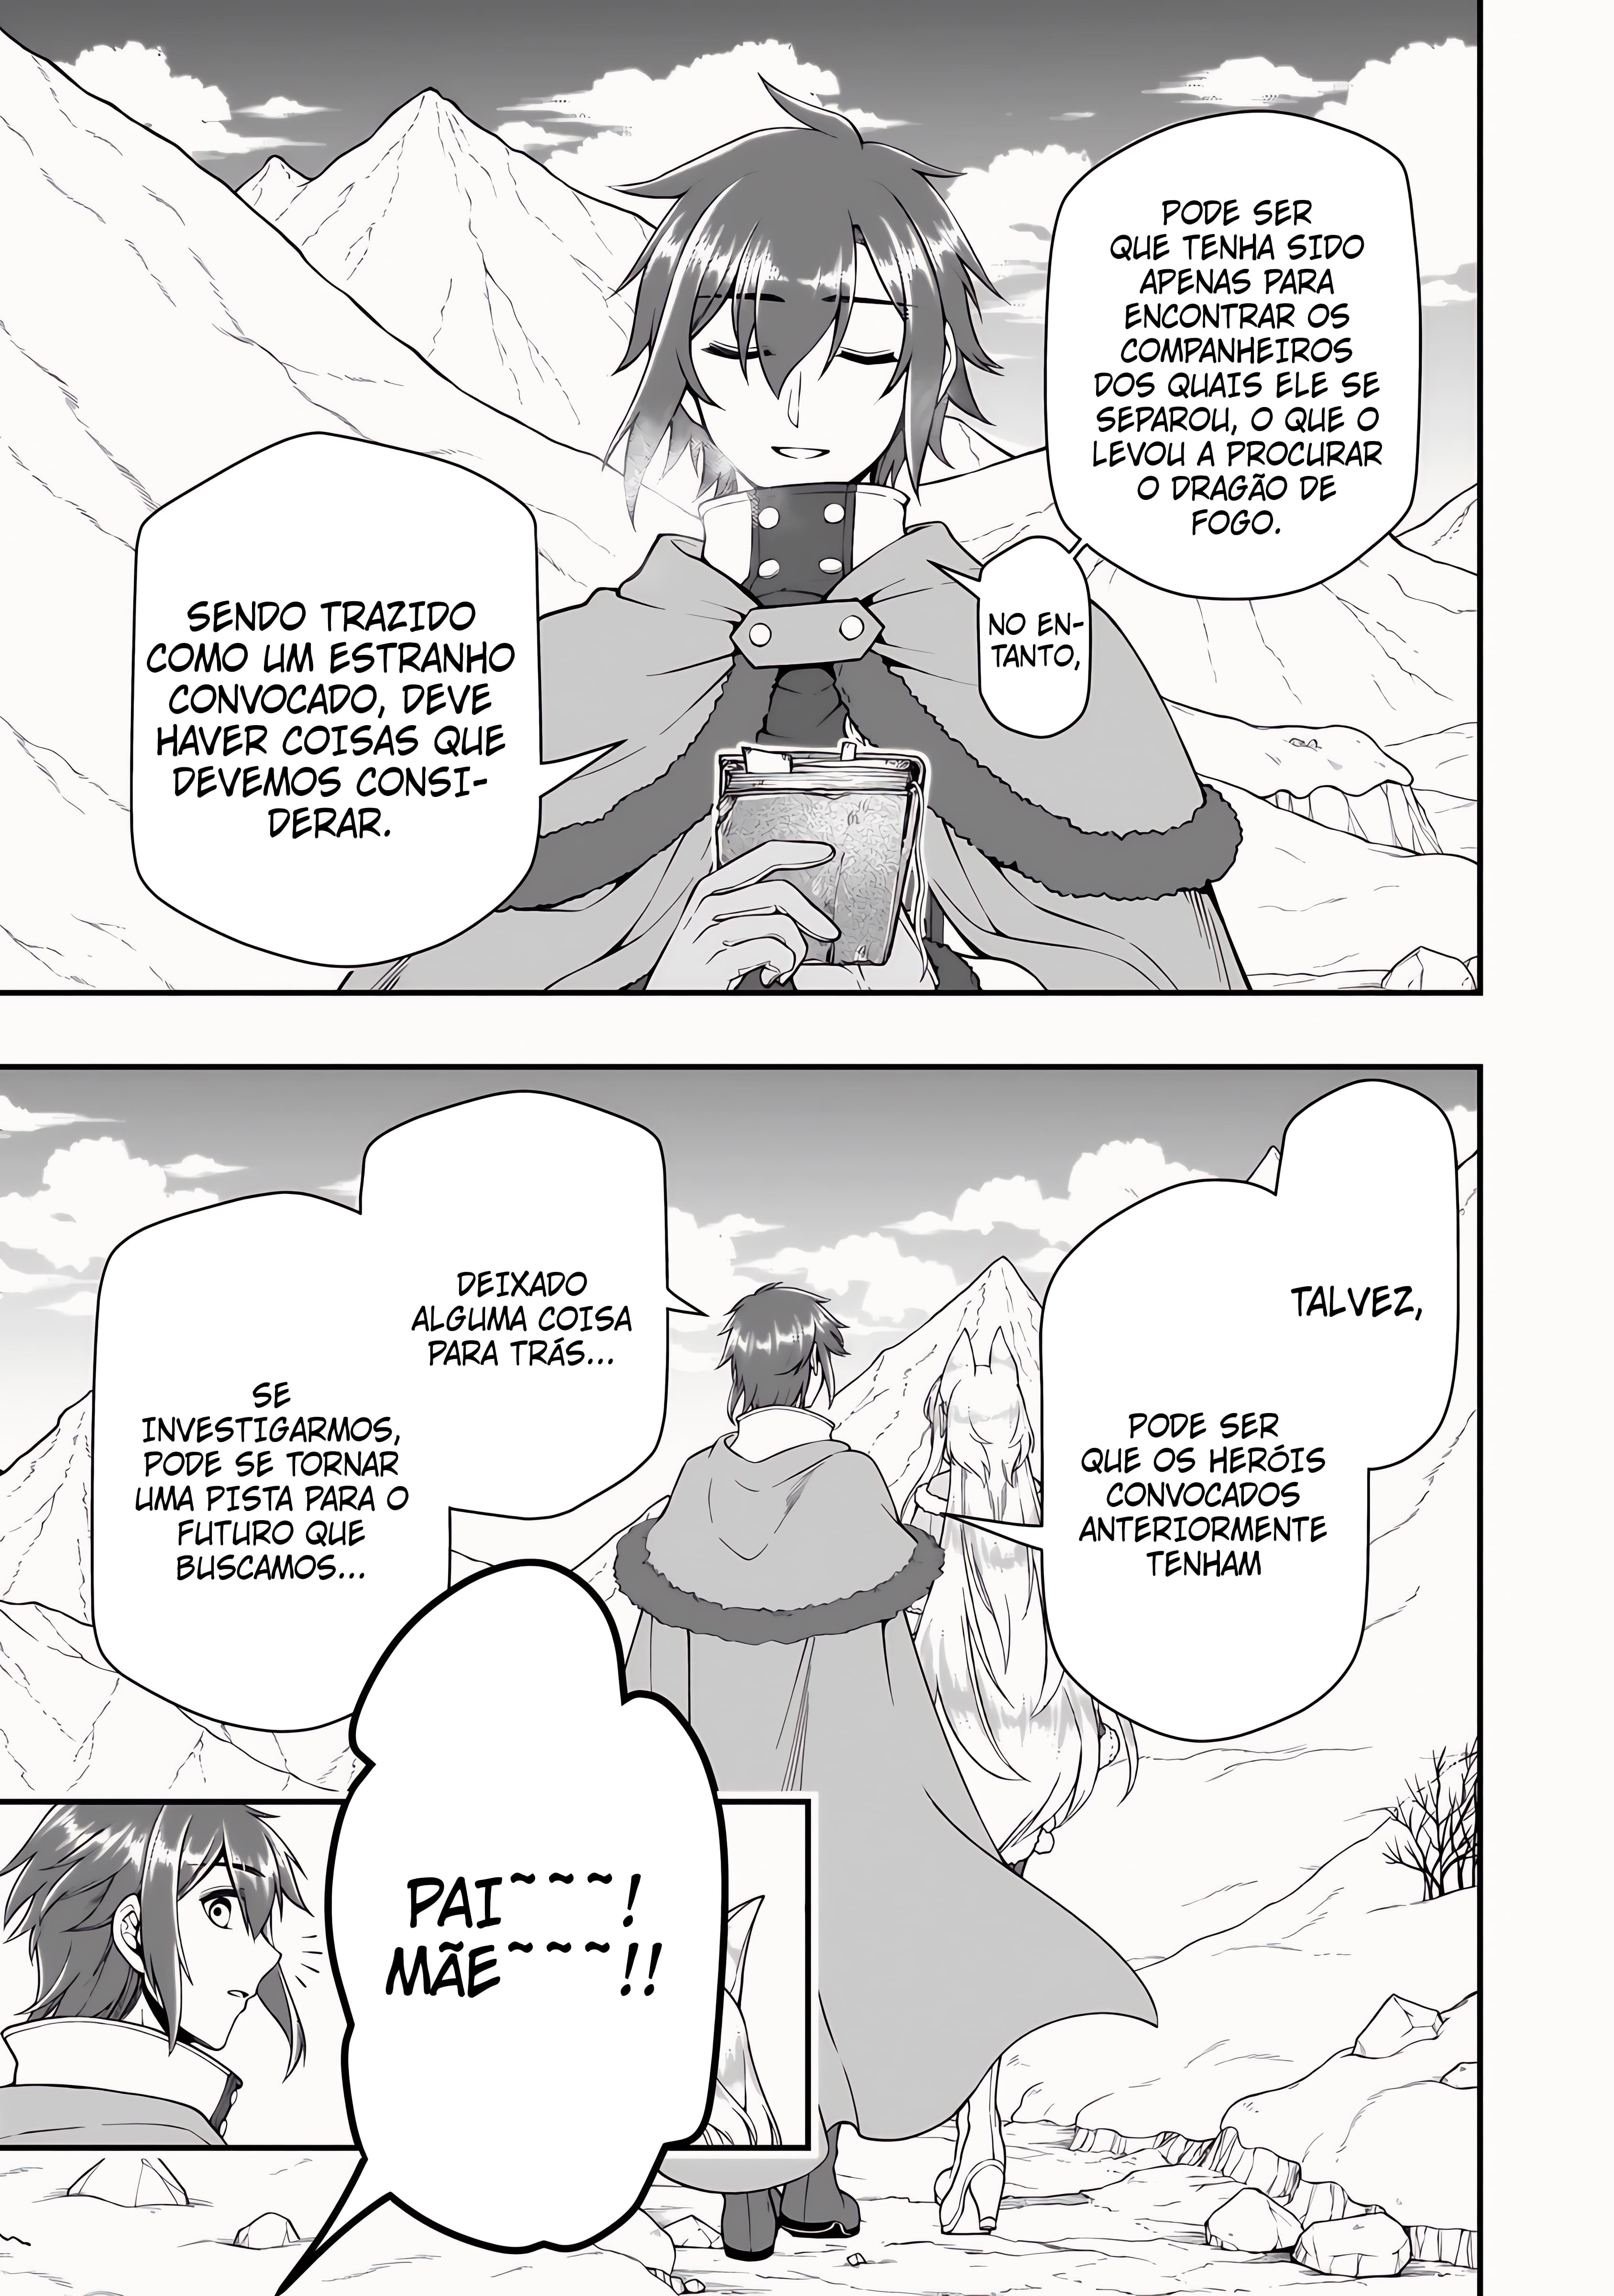 PODE SER
QUE TENHA SIDO
APENAS PARA
ENCONTRAR OS
COMPANHEIROS
DOS QUAIS ELE SE
SEPAROU, O QUE O
LEVOU A PROCURAR
O DRAGÃO DE
FOGO.
NO EN-
TANTO,
SENDO TRAZIDO
COMO UM ESTRANHO
CONVOCADO, DEVE
HAVER COISAS QUE
DEVEMOS CONSI-
DERAR.
TALVEZ,
PODE SER
QUE OS HERÓIS
CONVOCADOS
ANTERIORMENTE
TENHAM
DEIXADO
ALGUMA COISA
PARA TRÁS...
SE
INVESTIGARMOS,
PODE SE TORNAR
UMA PISTA PARA O
FUTURO QUE
BUSCAMOS...
PAI~~~!
MÃE~~~!!